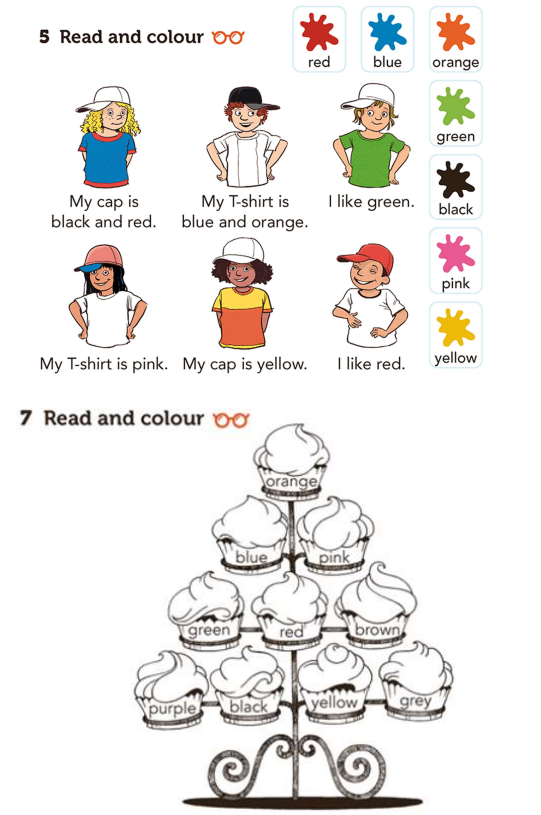 5 Read and colour
red
blue
orange
green
black
pink
yellow
My cap is
black and red.
My T-shirt is
blue and orange.
I like green.
My T-shirt is pink.
My cap is yellow.
I like red.
7 Read and colour
orange
blue
pink
green
red
brown
purple
black
yellow
grey